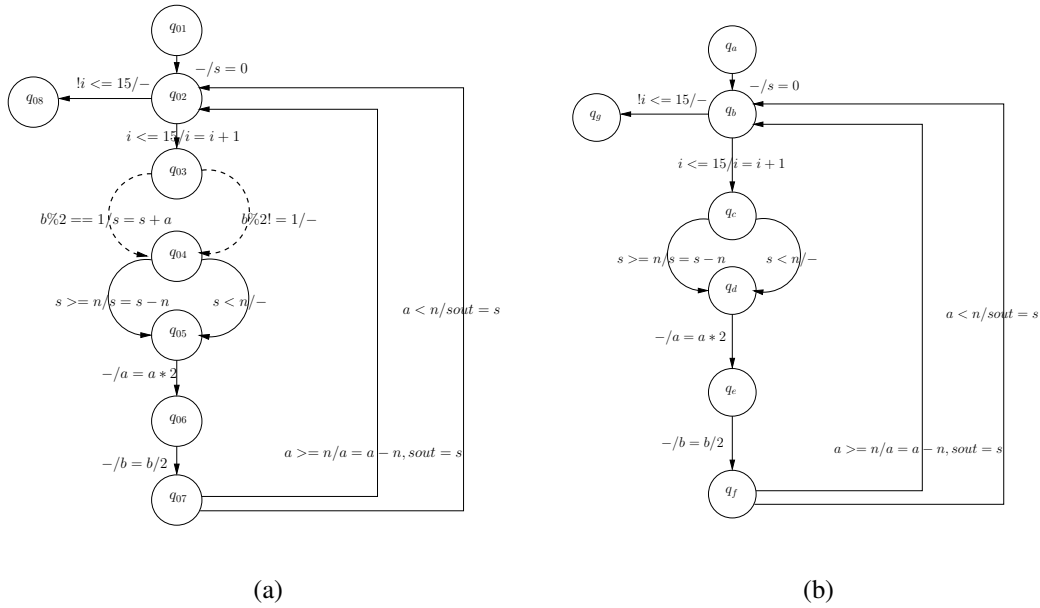 q01
-/s = 0
!i <= 15/-
q08
q02
i <= 15/i = i + 1
q03
b%2 == 1/s = s + a
b%2! = 1/-
q04
s >= n/s = s - n
s < n/-
q05
a < n/sout = s
-/a = a * 2
q06
a >= n/a = a - n, sout = s
-/b = b/2
q07
(a)
qa
-/s = 0
!i <= 15/-
qg
qb
i <= 15/i = i + 1
qc
s >= n/s = s - n
s < n/-
qd
a < n/sout = s
-/a = a * 2
qe
-/b = b/2
a >= n/a = a - n, sout = s
qf
(b)